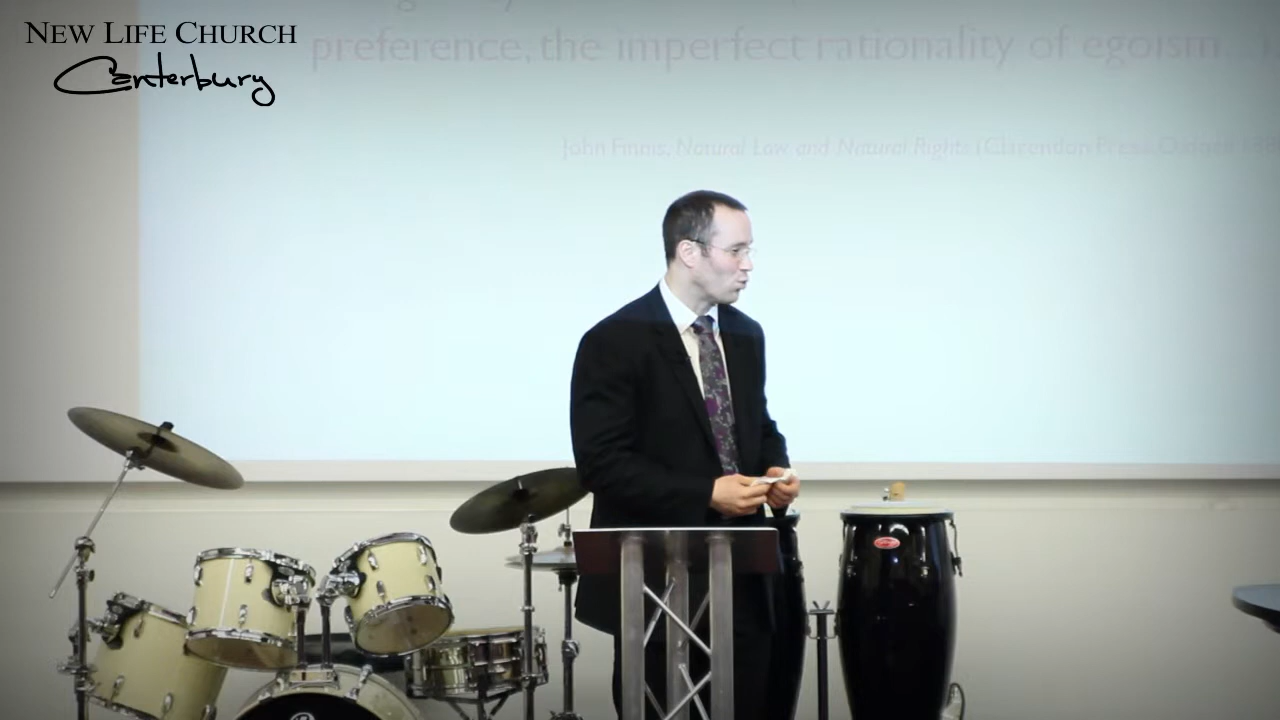 NEW LIFE CHURCH
Canterbury
preference, the imperfect rationality of egoism
John Finnis, Natural Law and Natural Rights (Clarendon Press, Oxford